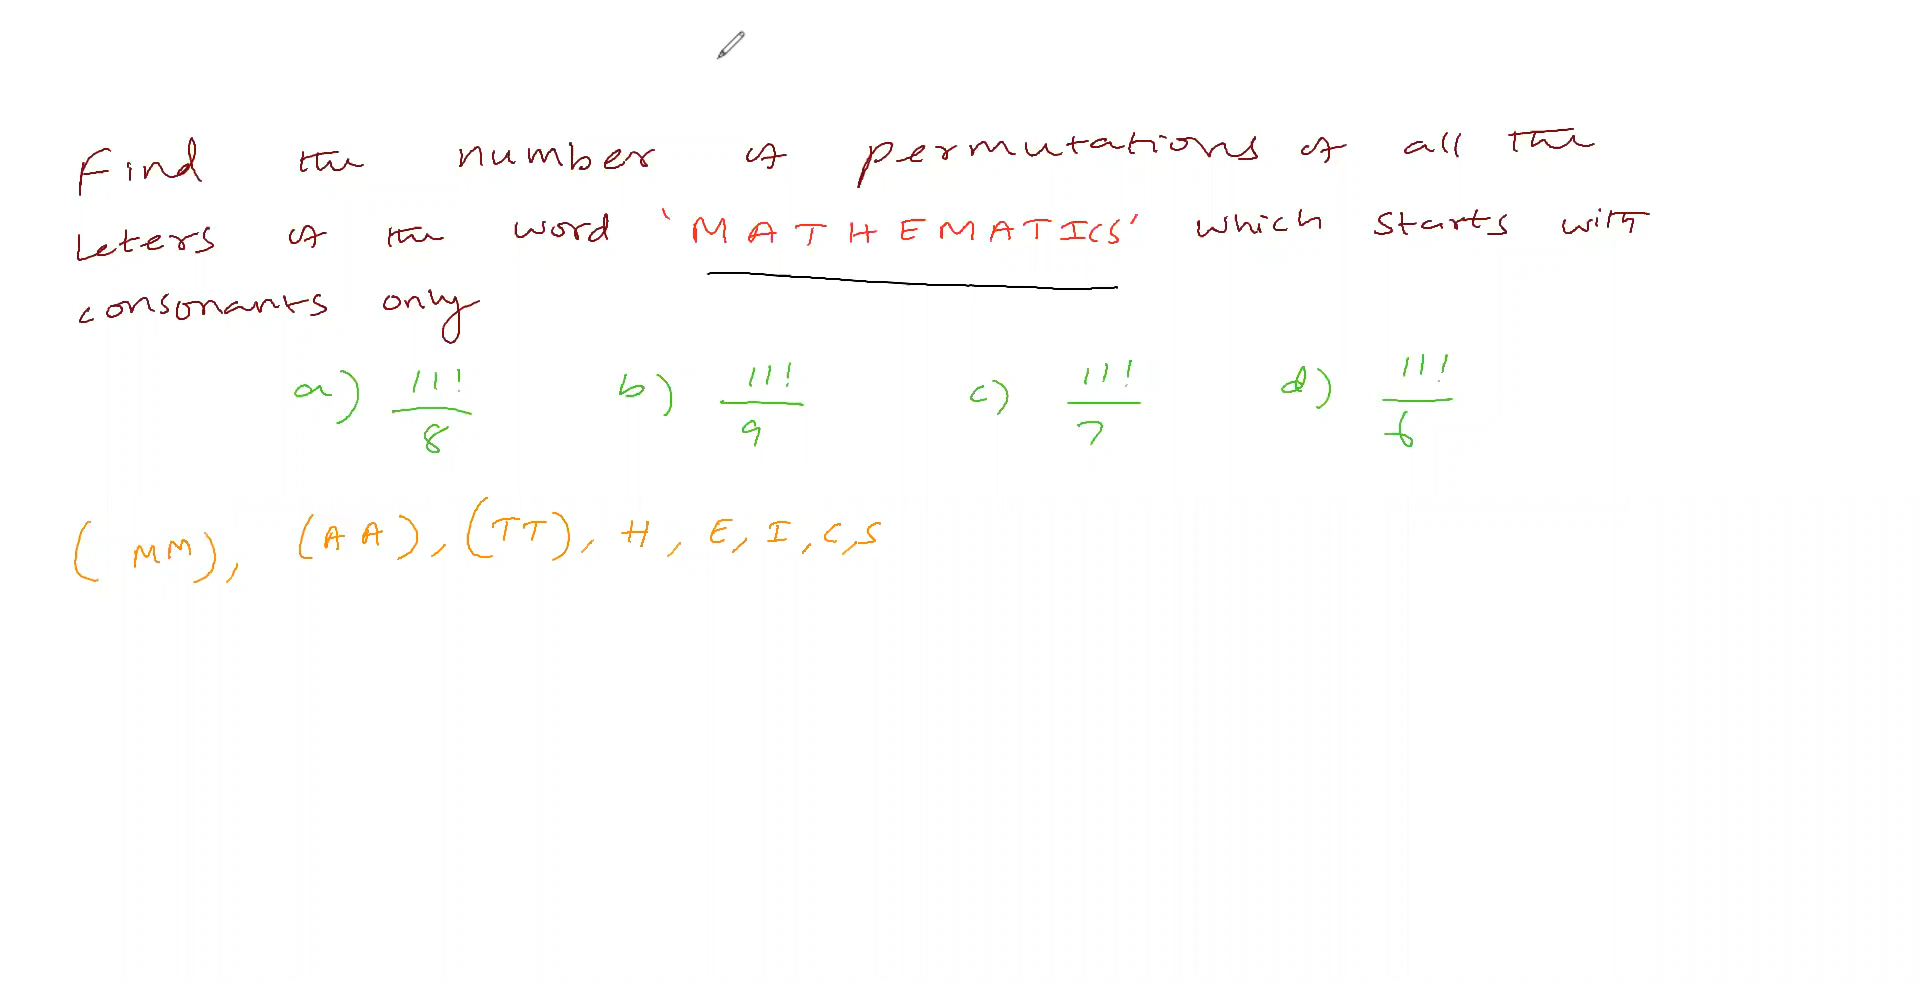 Find the number of permutations of all the
Leters of the word 'MATHEMATICS' which starts with
consonants only
a) 11!/8 b) 11!/9 c) 11!/7 d) 11!/6
(MM), (AA), (TT), H, E, I, C, S